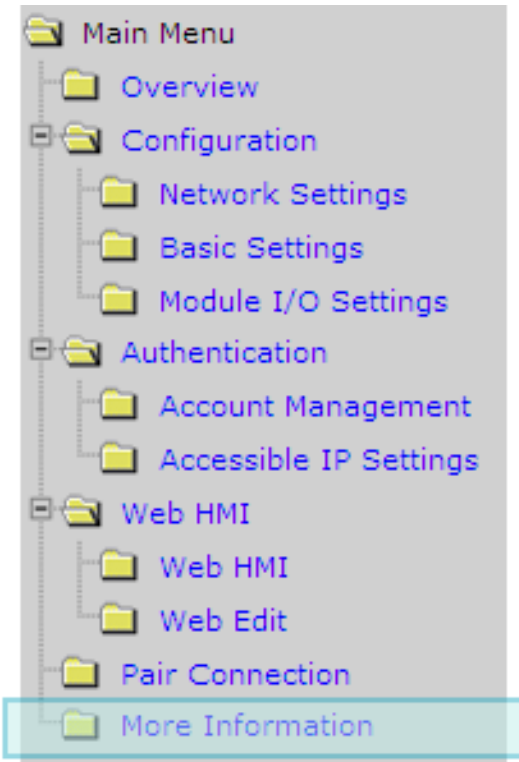 Main Menu
Overview
Configuration
Network Settings
Basic Settings
Module I/O Settings
Authentication
Account Management
Accessible IP Settings
Web HMI
Web HMI
Web Edit
Pair Connection
More Information